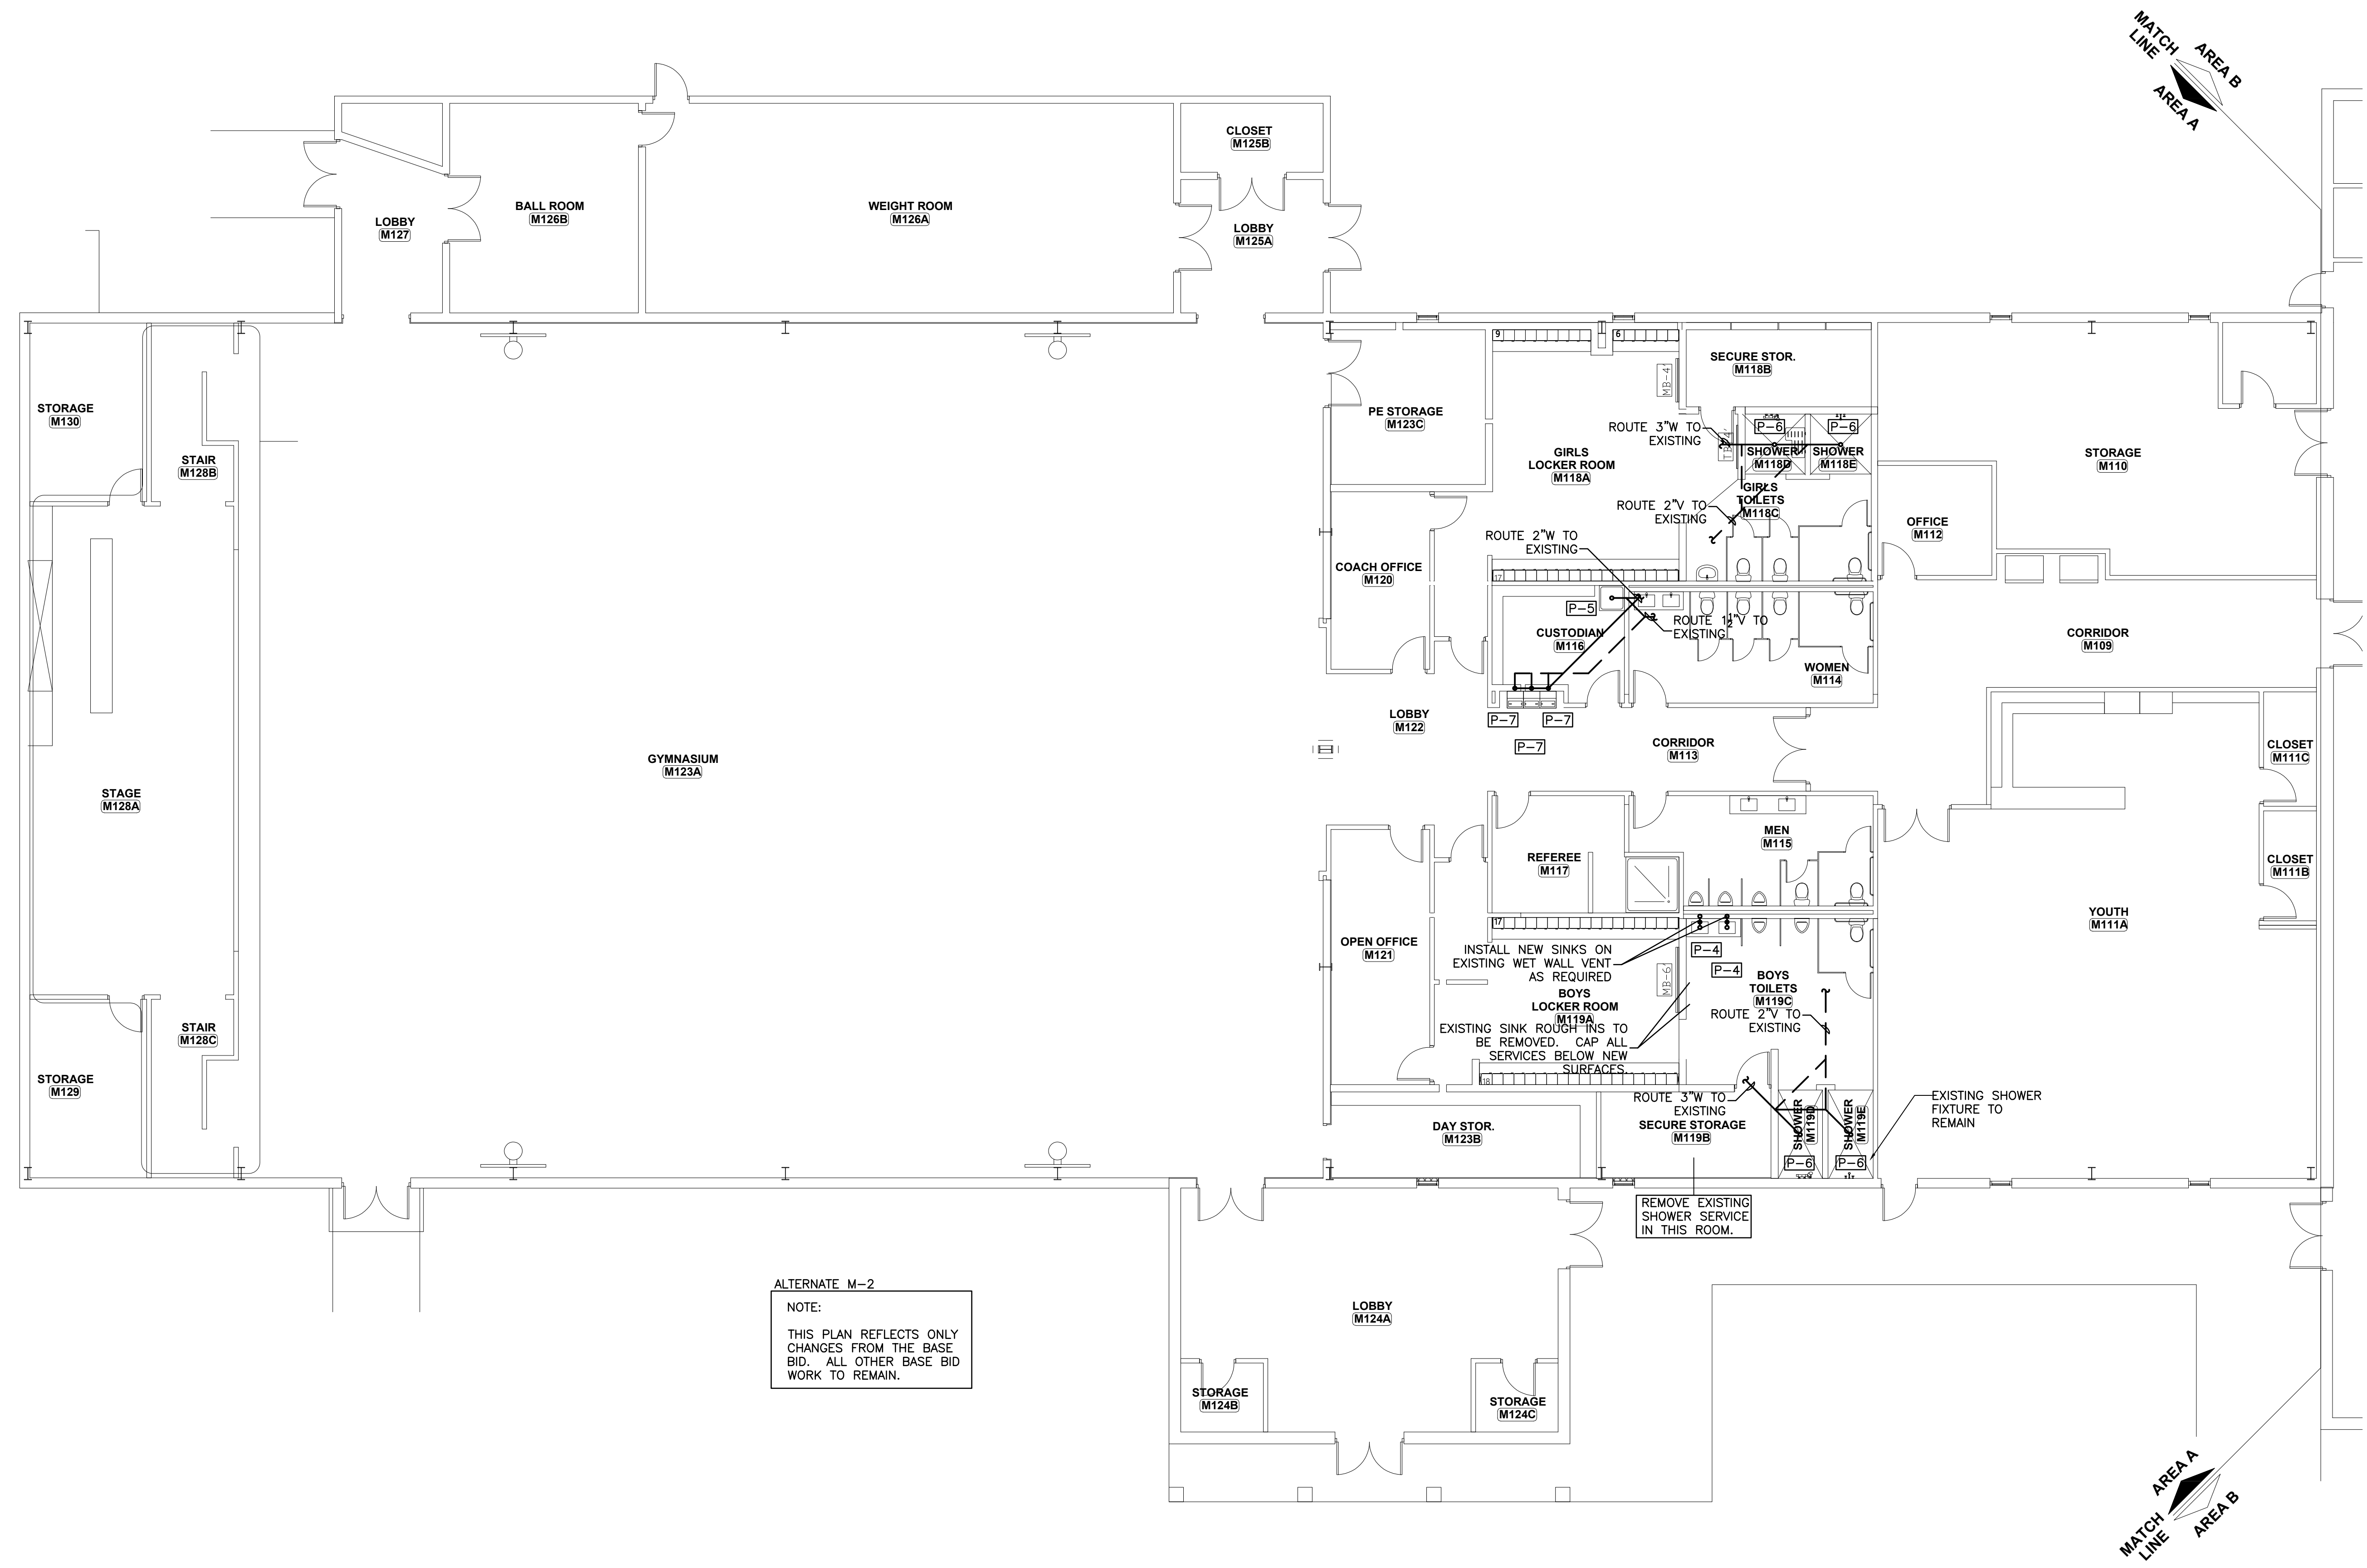 MATCH
LINE
AREA B
AREA A
CLOSET
M125B
BALL ROOM
M126B
WEIGHT ROOM
M126A
LOBBY
M127
LOBBY
M125A
9
6
SECURE STOR.
M118B
MB-4'
STORAGE
M130
PE STORAGE
M123C
P-6
P-6
ROUTE 3"W TO
EXISTING
SHOWER
M118D
SHOWER
M118E
STAIR
M128B
GIRLS
LOCKER ROOM
M118A
STORAGE
M110
GIRLS
TOILETS
M118C
ROUTE 2"V TO
EXISTING
OFFICE
M112
ROUTE 2"W TO
EXISTING
COACH OFFICE
M120
17
P-5
ROUTE 1½"V TO
EXISTING
CUSTODIAN
M116
CORRIDOR
M109
WOMEN
M114
LOBBY
M122
P-7
P-7
P-7
CORRIDOR
M113
CLOSET
M111C
GYMNASIUM
M123A
STAGE
M128A
MEN
M115
REFEREE
M117
CLOSET
M111B
YOUTH
M111A
17
OPEN OFFICE
M121
INSTALL NEW SINKS ON
EXISTING WET WALL VENT
AS REQUIRED
P-4
P-4
MB-6'
BOYS
TOILETS
M119C
BOYS
LOCKER ROOM
M119A
ROUTE 2"V TO
EXISTING
EXISTING SINK ROUGH INS TO
BE REMOVED. CAP ALL
SERVICES BELOW NEW
SURFACES.
STAIR
M128C
STORAGE
M129
18
ROUTE 3"W TO
EXISTING
EXISTING SHOWER
FIXTURE TO
REMAIN
SHOWER
M119D
SHOWER
M119E
DAY STOR.
M123B
SECURE STORAGE
M119B
P-6
P-6
REMOVE EXISTING
SHOWER SERVICE
IN THIS ROOM.
ALTERNATE M-2
NOTE:
THIS PLAN REFLECTS ONLY
CHANGES FROM THE BASE
BID. ALL OTHER BASE BID
WORK TO REMAIN.
LOBBY
M124A
STORAGE
M124B
STORAGE
M124C
AREA A
AREA B
MATCH
LINE